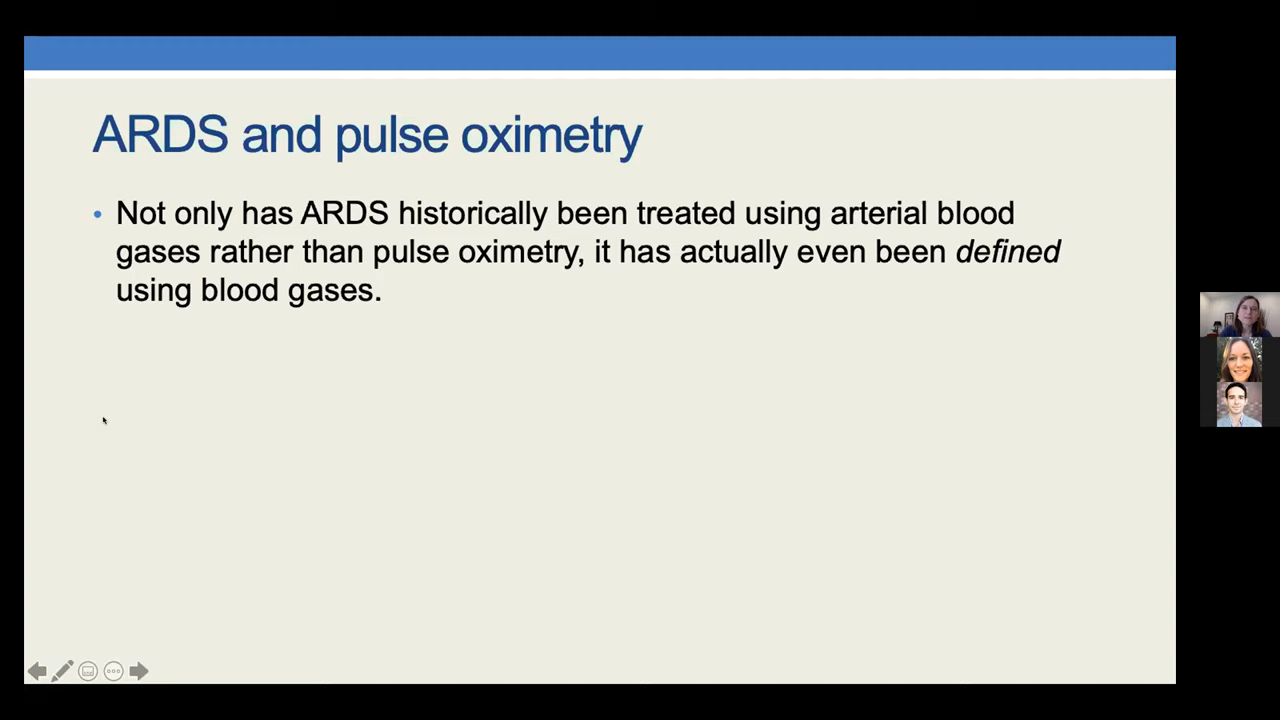 ARDS and pulse oximetry
• Not only has ARDS historically been treated using arterial blood
gases rather than pulse oximetry, it has actually even been defined
using blood gases.